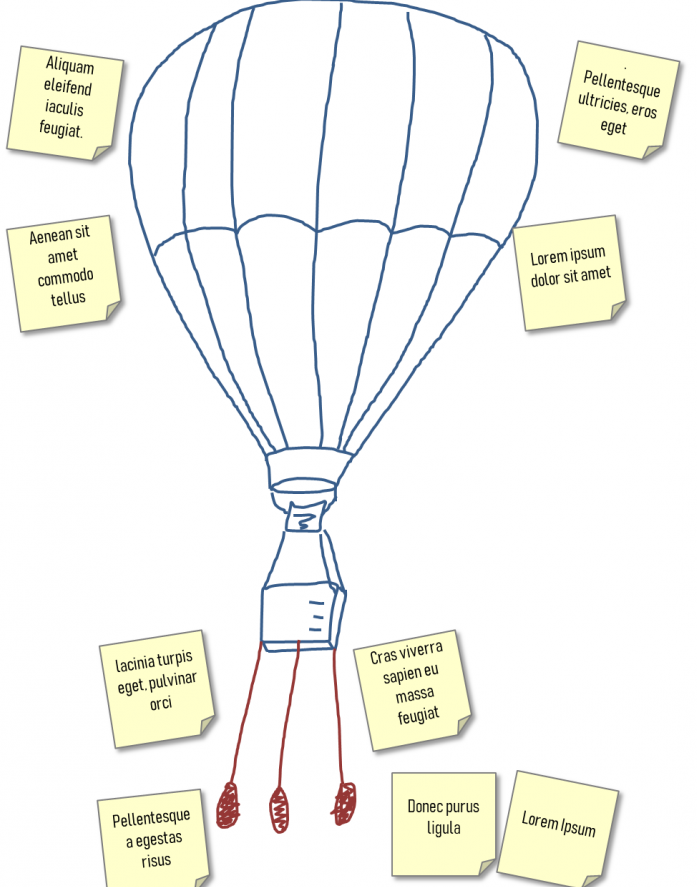 Aliquam
eleifend
iaculis
feugiat.
.
Pellentesque
ultricies, eros
eget
Aenean sit
amet
commodo
tellus
Lorem ipsum
dolor sit amet
lacinia turpis
eget, pulvinar
orci
Cras viverra
sapien eu
massa
feugiat
Pellentesque
a egestas
risus
Donec purus
ligula
Lorem Ipsum